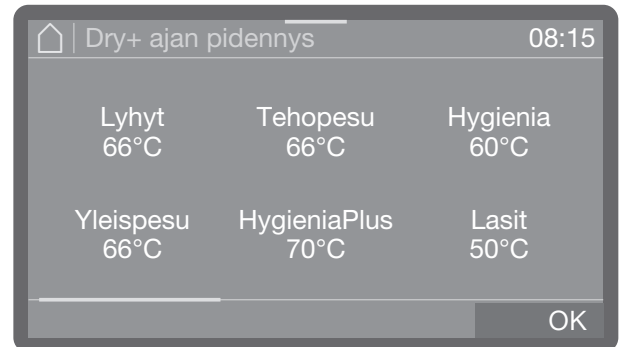 Dry+ ajan pidennys 08:15
Lyhyt Tehopesu Hygienia
66°C 66°C 60°C
Yleispesu HygieniaPlus Lasit
66°C 70°C 50°C
OK